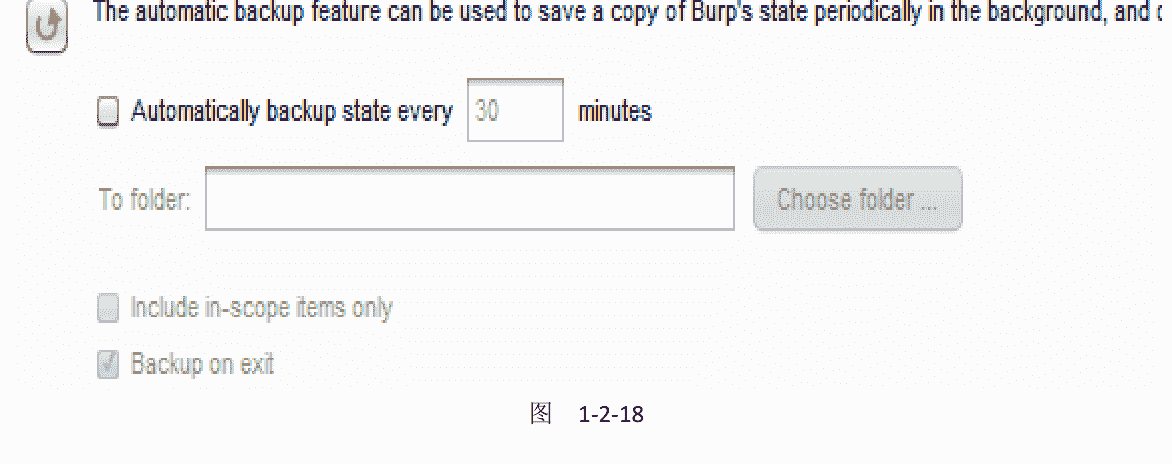 The automatic backup feature can be used to save a copy of Burp's state periodically in the background, and
Automatically backup state every 30 minutes
To folder: Choose folder ...
Include in-scope items only
Backup on exit
图 1-2-18